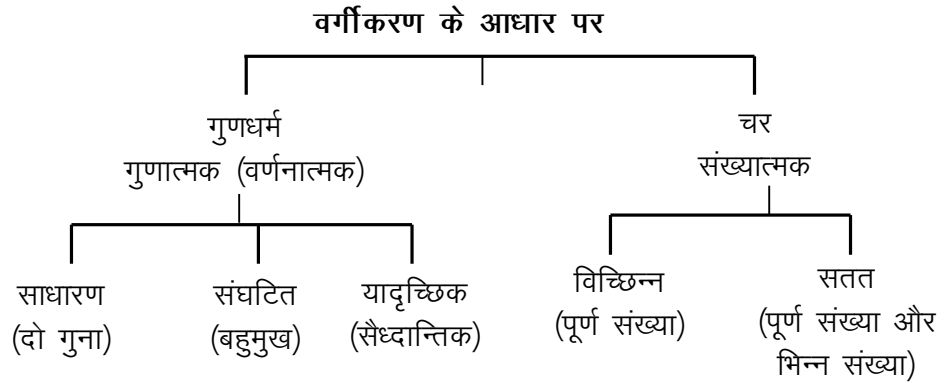 वर्गीकरण के आधार पर
गुणधर्म
गुणात्मक (वर्णनात्मक)
चर
संख्यात्मक
साधारण
(दो गुना)
संघटित
(बहुमुख)
यादृच्छिक
(सैध्दान्तिक)
विच्छिन्न
(पूर्ण संख्या)
सतत
(पूर्ण संख्या और
भिन्न संख्या)